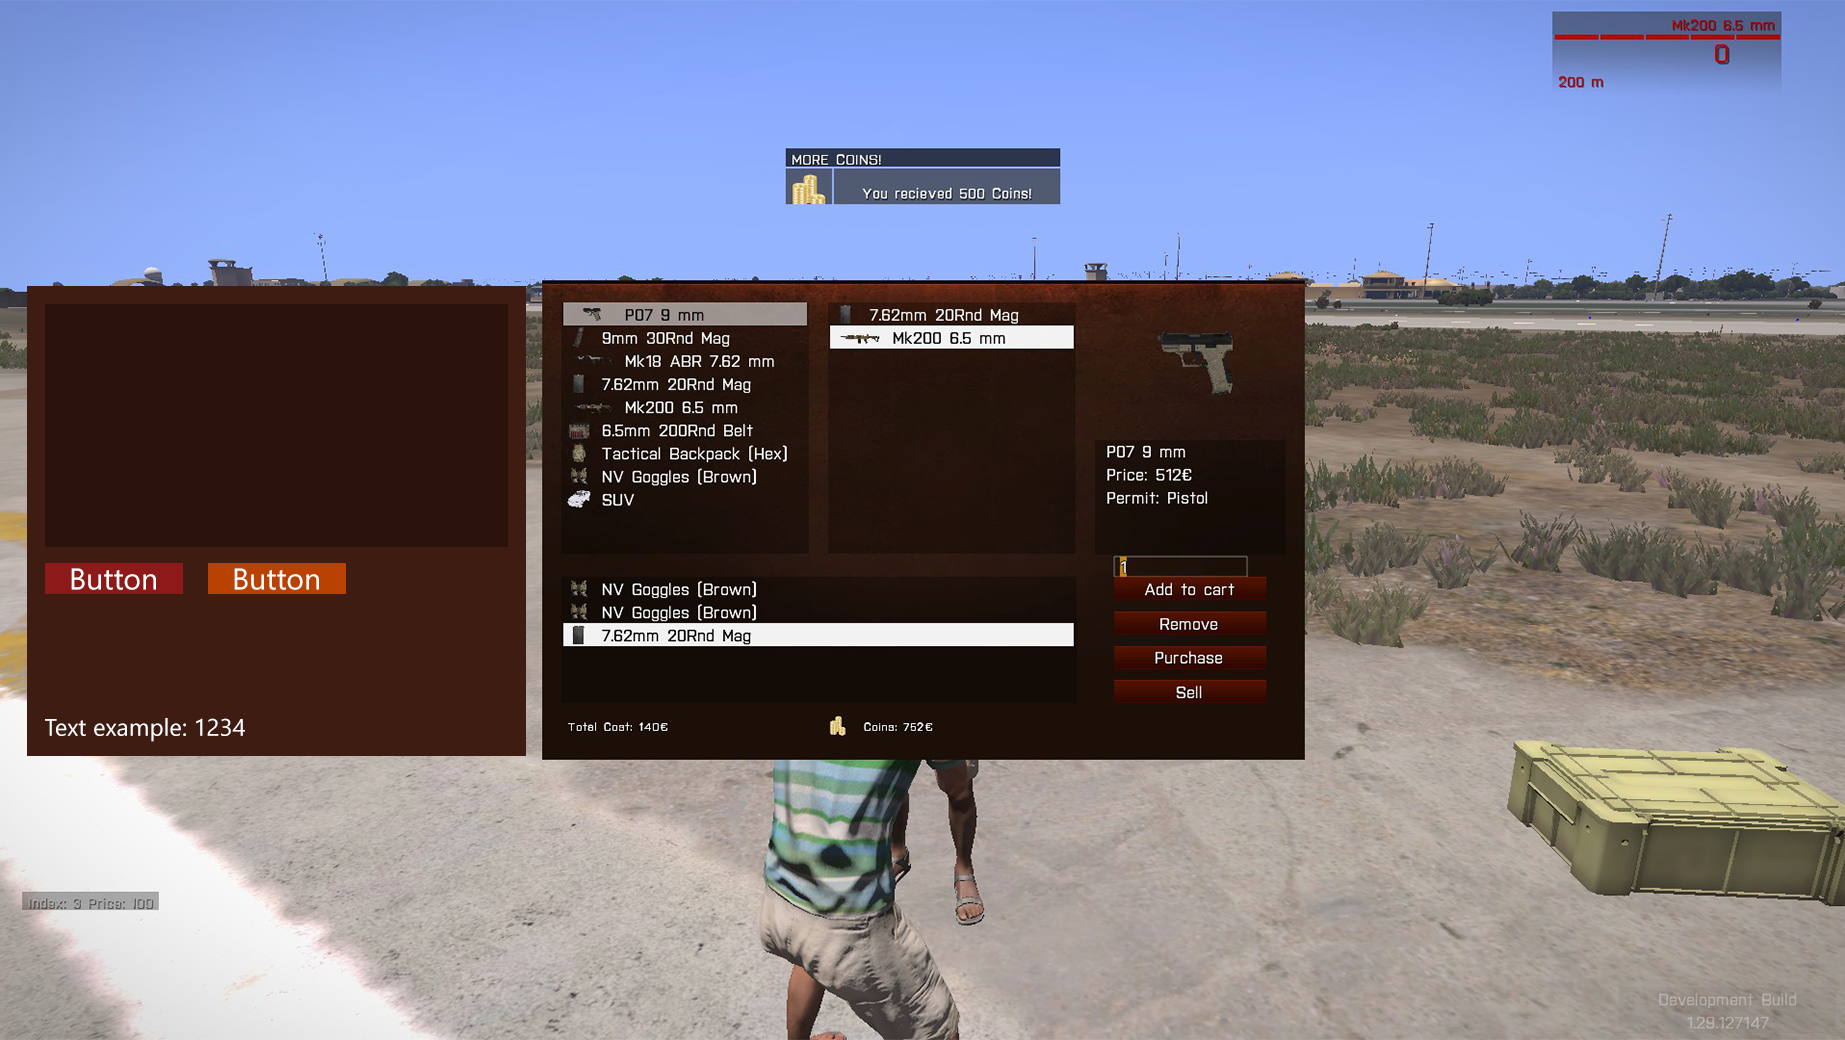 Mk200 6.5 mm
0
200 m
MORE COINS!
You recieved 500 Coins!
Button
Button
Text example: 1234
P07 9 mm
9mm 30Rnd Mag
Mk18 ABR 7.62 mm
7.62mm 20Rnd Mag
Mk200 6.5 mm
6.5mm 200Rnd Belt
Tactical Backpack (Hex)
NV Goggles (Brown)
SUV
7.62mm 20Rnd Mag
Mk200 6.5 mm
P07 9 mm
Price: 512€
Permit: Pistol
1
NV Goggles (Brown)
NV Goggles (Brown)
7.62mm 20Rnd Mag
Add to cart
Remove
Purchase
Sell
Total Cost: 140€
Coins: 752€
Index: 3 Price: 100
Development Build
1.29.127147